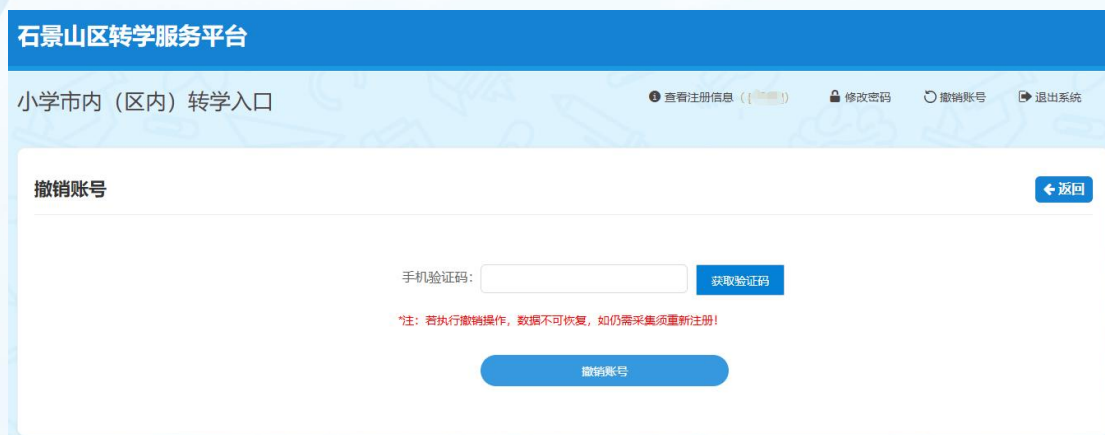 石景山区转学服务平台
小学市内（区内）转学入口
查看注册信息 ( ) 修改密码 撤销账号 退出系统
撤销账号
返回
手机验证码： 获取验证码
*注：若执行撤销操作，数据不可恢复，如仍需采集须重新注册！
撤销账号